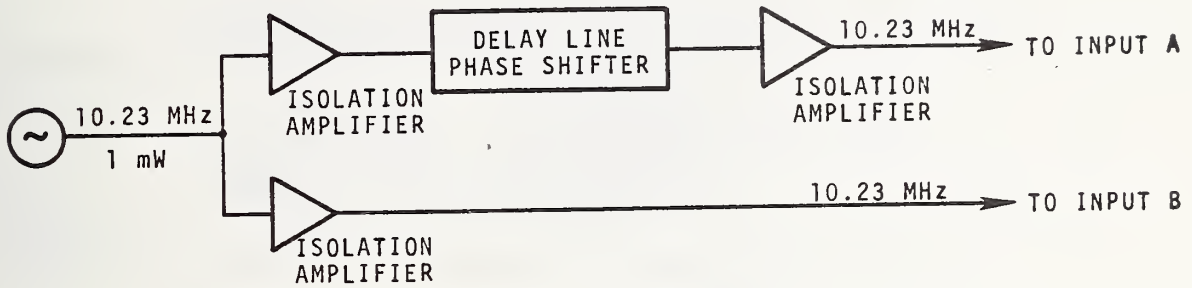 10.23 MHz
1 mW
ISOLATION
AMPLIFIER
DELAY LINE
PHASE SHIFTER
ISOLATION
AMPLIFIER
10.23 MHz
TO INPUT A
ISOLATION
AMPLIFIER
10.23 MHz
TO INPUT B